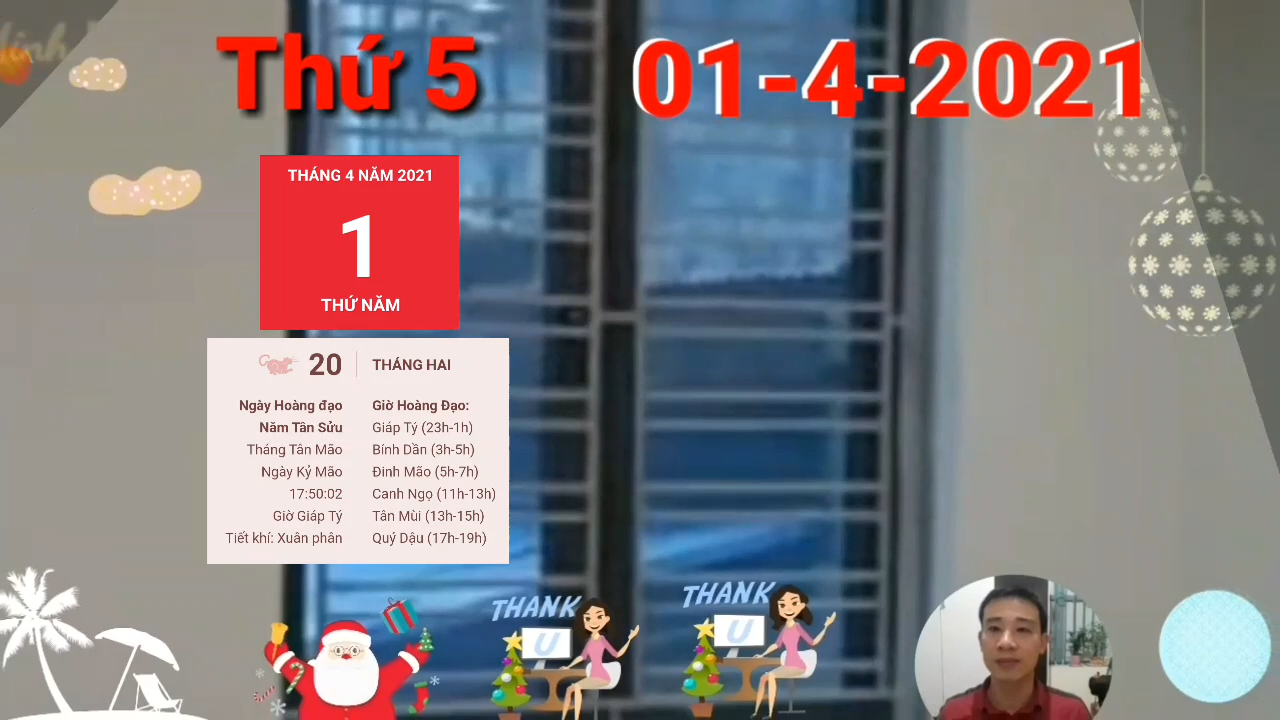 Thứ 5 01-4-2021
THÁNG 4 NĂM 2021
1
THỨ NĂM
20 THÁNG HAI
Ngày Hoàng đạo
Năm Tân Sửu
Tháng Tân Mão
Ngày Kỷ Mão
17:50:02
Giờ Giáp Tý
Tiết khí: Xuân phân
Giờ Hoàng Đạo:
Giáp Tý (23h-1h)
Bính Dần (3h-5h)
Đinh Mão (5h-7h)
Canh Ngọ (11h-13h)
Tân Mùi (13h-15h)
Quý Dậu (17h-19h)
THANK
U
THANK
U